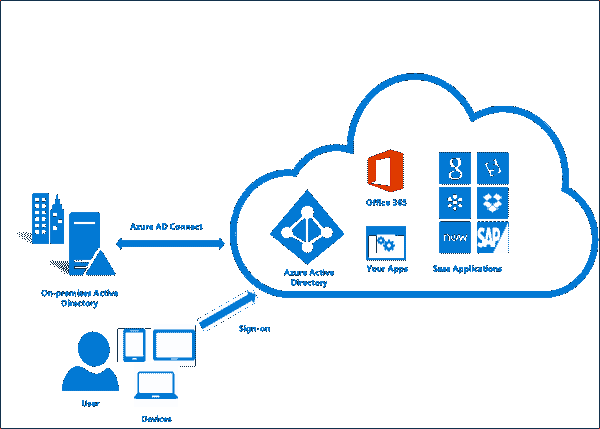 Office 365
SAP
Azure AD Connect
Azure Active
Directory
Your Apps
Saas Applications
On-premises Active
Directory
Sign-on
User
Devices